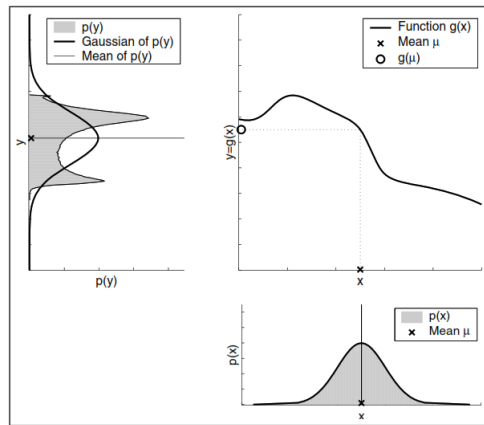 p(y)
Gaussian of p(y)
Mean of p(y)
y
p(y)
Function g(x)
Mean μ
g(μ)
y=g(x)
x
p(x)
Mean μ
p(x)
x